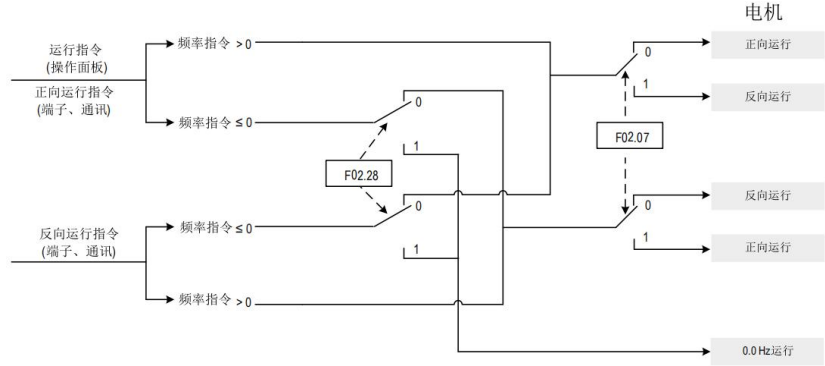 电机
运行指令
(操作面板)
正向运行指令
(端子、通讯)
频率指令 > 0
0
正向运行
1
反向运行
频率指令 ≤ 0
0
1
F02.28
F02.07
反向运行指令
(端子、通讯)
频率指令 ≤ 0
0
1
0
反向运行
1
正向运行
频率指令 > 0
0.0 Hz运行